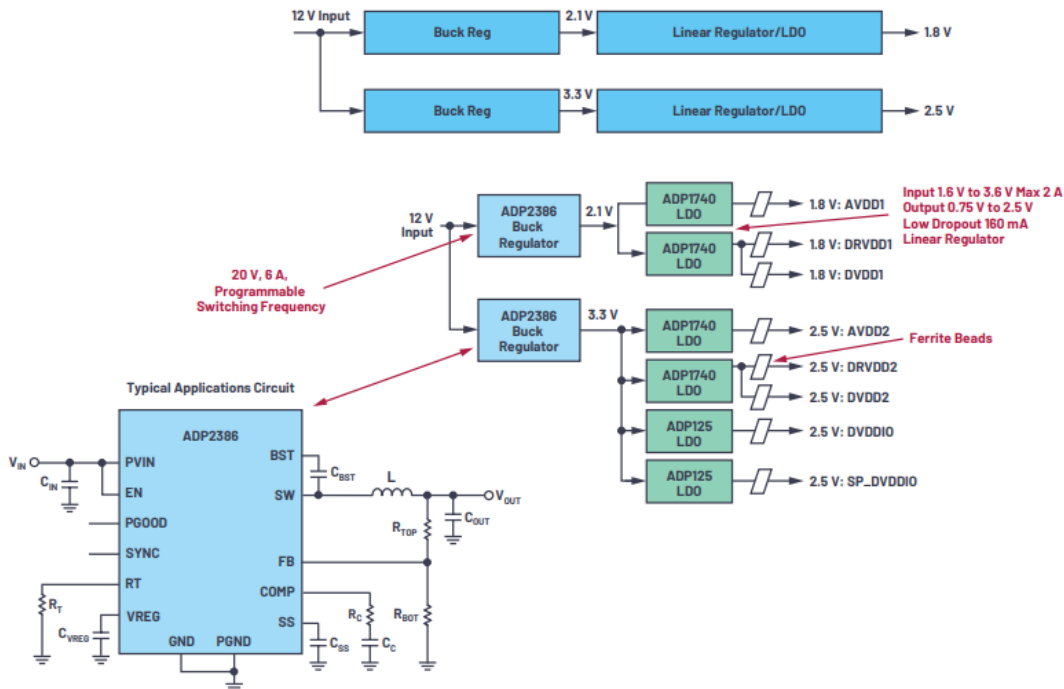 12 V Input
Buck Reg
2.1 V
Linear Regulator/LDO
1.8 V
Buck Reg
3.3 V
Linear Regulator/LDO
2.5 V
12 V
Input
ADP2386
Buck
Regulator
2.1 V
ADP1740
LDO
1.8 V: AVDD1
ADP1740
LDO
1.8 V: DRVDD1
1.8 V: DVDD1
Input 1.6 V to 3.6 V Max 2 A
Output 0.75 V to 2.5 V
Low Dropout 160 mA
Linear Regulator
20 V, 6 A,
Programmable
Switching Frequency
ADP2386
Buck
Regulator
3.3 V
ADP1740
LDO
2.5 V: AVDD2
Ferrite Beads
ADP1740
LDO
2.5 V: DRVDD2
2.5 V: DVDD2
ADP125
LDO
2.5 V: DVDDIO
ADP125
LDO
2.5 V: SP_DVDDIO
Typical Applications Circuit
ADP2386
VIN
CIN
PVIN
EN
PGOOD
SYNC
RT
RT
VREG
CVREG
GND
PGND
BST
CBST
SW
L
VOUT
COUT
RTOP
FB
COMP
RC
CC
RBOT
SS
CSS